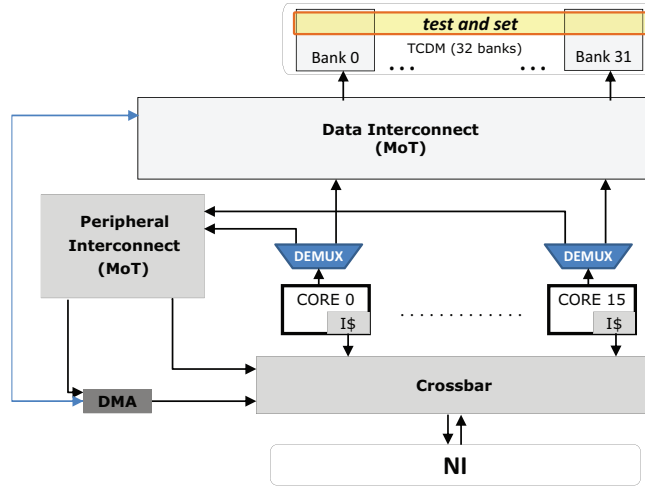 test and set
TCDM (32 banks)
Bank 0
... ...
Bank 31
Data Interconnect
(MoT)
Peripheral
Interconnect
(MoT)
DEMUX
DEMUX
CORE 0
I$
. . . . . . . . . . . .
CORE 15
I$
Crossbar
DMA
NI